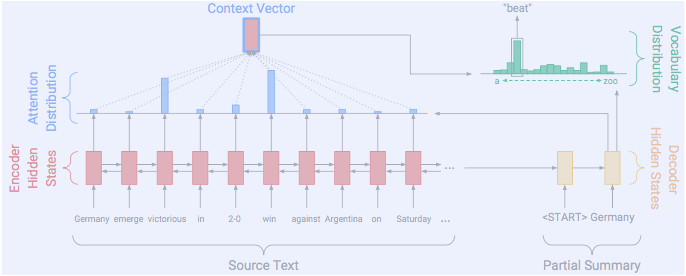 Context Vector
"beat"
Attention
Distribution
a
zoo
Vocabulary
Distribution
Encoder
Hidden
States
...
Decoder
Hidden States
Germany emerge victorious in 2-0 win against Argentina on Saturday ...
<START> Germany
Source Text
Partial Summary